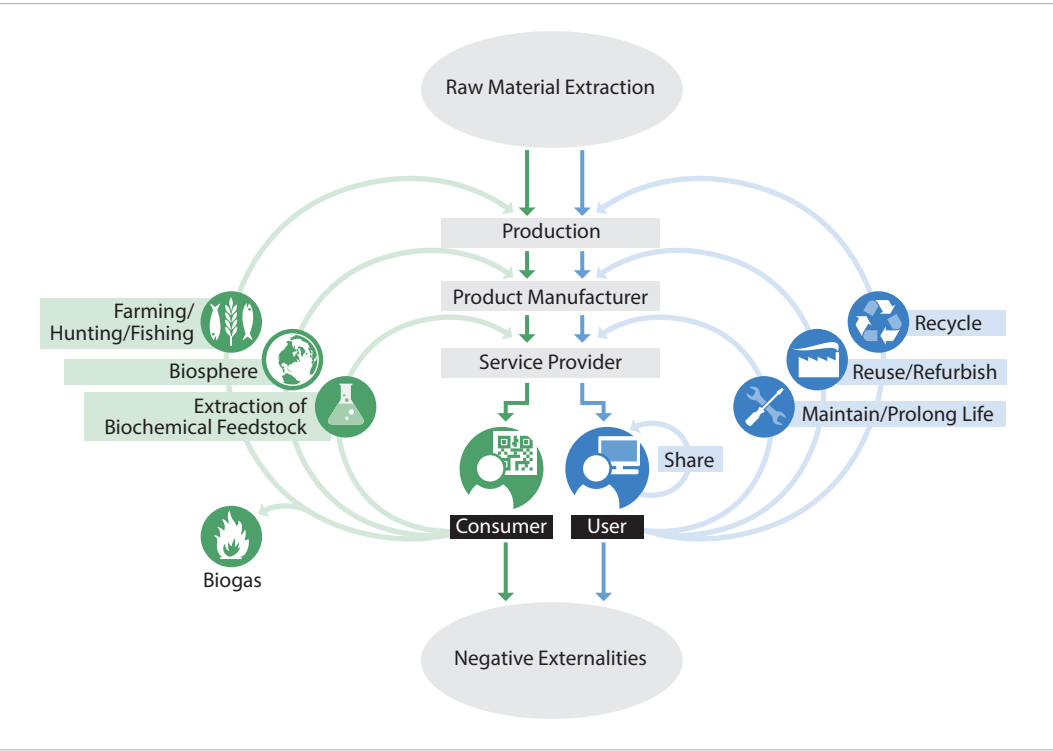 Raw Material Extraction
Production
Product Manufacturer
Service Provider
Farming/
Hunting/Fishing
Biosphere
Extraction of
Biochemical Feedstock
Biogas
Recycle
Reuse/Refurbish
Maintain/Prolong Life
Share
Consumer
User
Negative Externalities